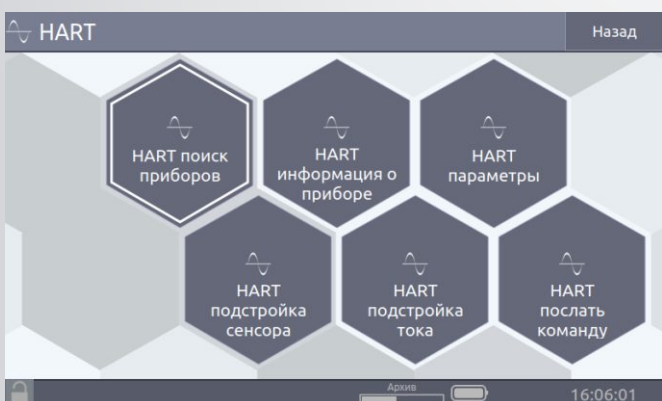 HART
Назад
HART поиск
приборов
HART
информация о
приборе
HART
параметры
HART
подстройка
сенсора
HART
подстройка
тока
HART
послать
команду
Архив
16:06:01